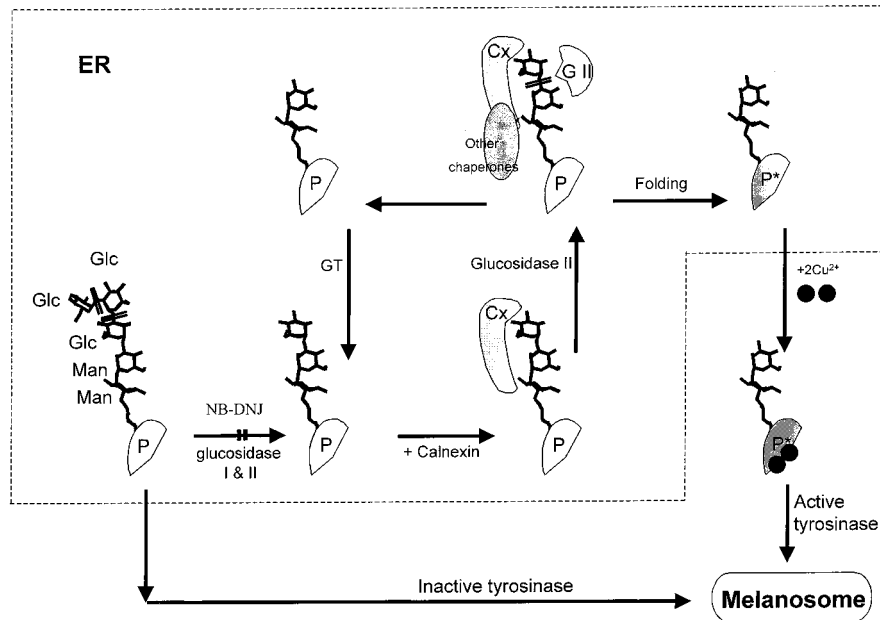 ER
Cx
G II
Other
chaperones
P
P
P*
Folding
+2Cu²⁺
GT
Glucosidase II
Glc
Glc
Glc
Man
Man
Cx
NB-DNJ
glucosidase
I & II
+ Calnexin
P
P
P
P*
Active
tyrosinase
Inactive tyrosinase
Melanosome